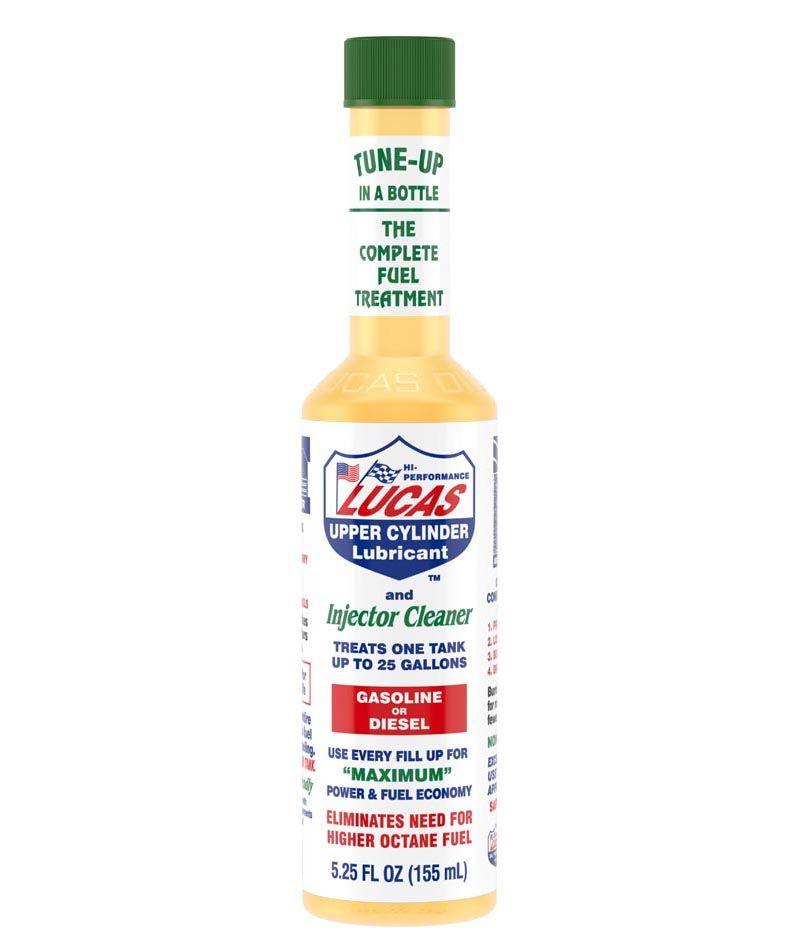 TUNE-UP
IN A BOTTLE
THE
COMPLETE
FUEL
TREATMENT
LUCAS OIL
HI-
PERFORMANCE
LUCAS
UPPER CYLINDER
Lubricant
TM
and
Injector Cleaner
TREATS ONE TANK
UP TO 25 GALLONS
GASOLINE
OR
DIESEL
USE EVERY FILL UP FOR
"MAXIMUM"
POWER & FUEL ECONOMY
ELIMINATES NEED FOR
HIGHER OCTANE FUEL
5.25 FL OZ (155 mL)